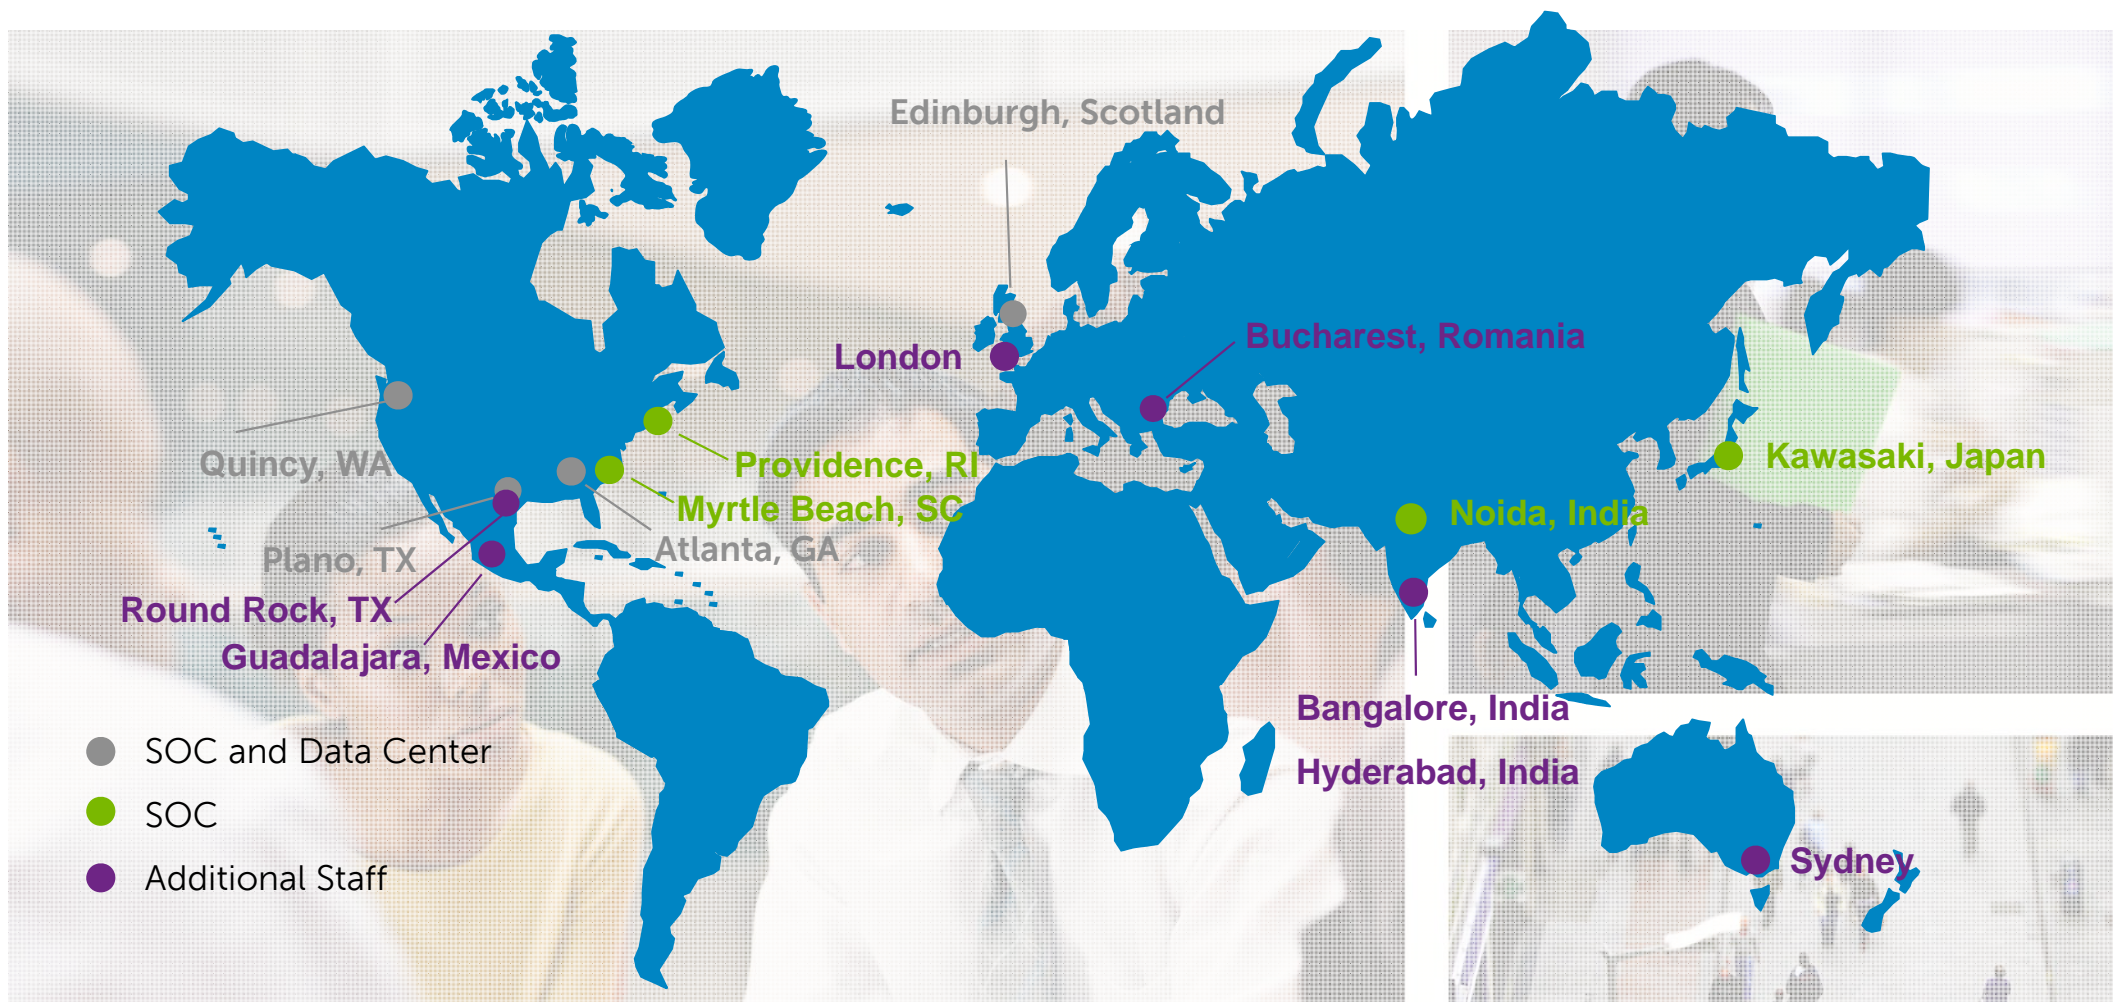 Edinburgh, Scotland
Bucharest, Romania
London
Quincy, WA
Providence, RI
Kawasaki, Japan
Myrtle Beach, SC
Noida, India
Atlanta, GA
Plano, TX
Round Rock, TX
Guadalajara, Mexico
Bangalore, India
Hyderabad, India
SOC and Data Center
SOC
Additional Staff
Sydney